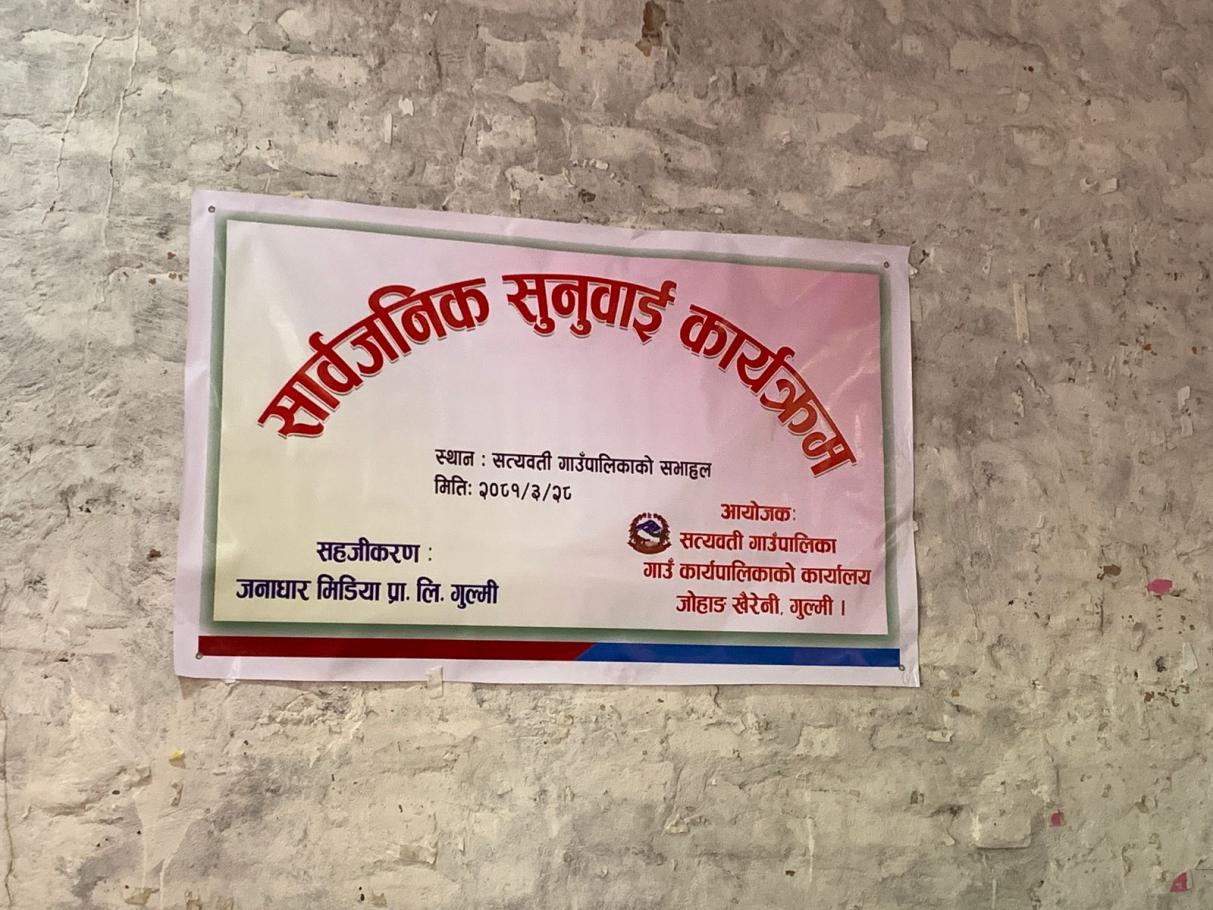 सार्वजनिक सुनुवाई कार्यक्रम
स्थान : सत्यवती गाउँपालिकाको सभाहल
मिति: २०८१/३/२८
सहजीकरण :
जनाधार मिडिया प्रा. लि. गुल्मी
आयोजक:
सत्यवती गाउँपालिका
गाउँ कार्यपालिकाको कार्यालय
जोहाङ खैरेनी, गुल्मी ।